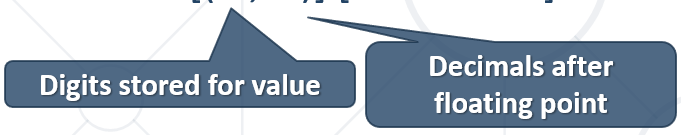 Digits stored for value
Decimals after
floating point